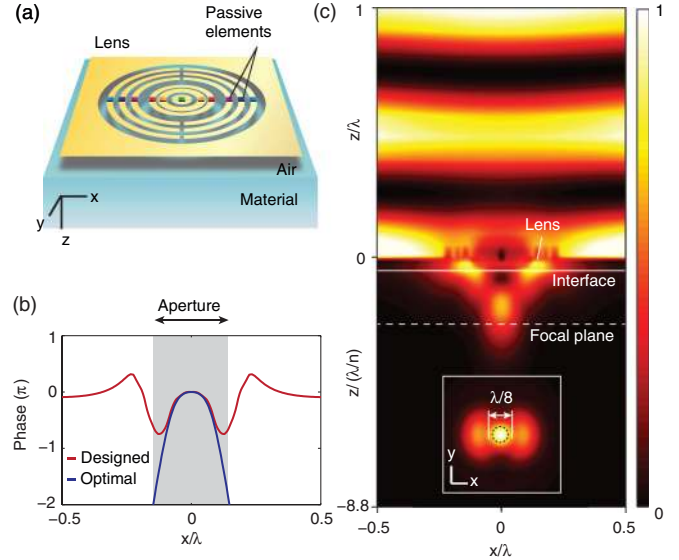 (a)
Lens
Passive
elements
Air
Material
x
y
z
(b)
Aperture
Phase (π)
1
0
−1
−2
Designed
Optimal
−0.5
0
0.5
x/λ
(c)
1
z/λ
0
Lens
Interface
Focal plane
z/(λ/n)
λ/8
y
x
−8.8
−0.5
0
0.5
x/λ
1
0